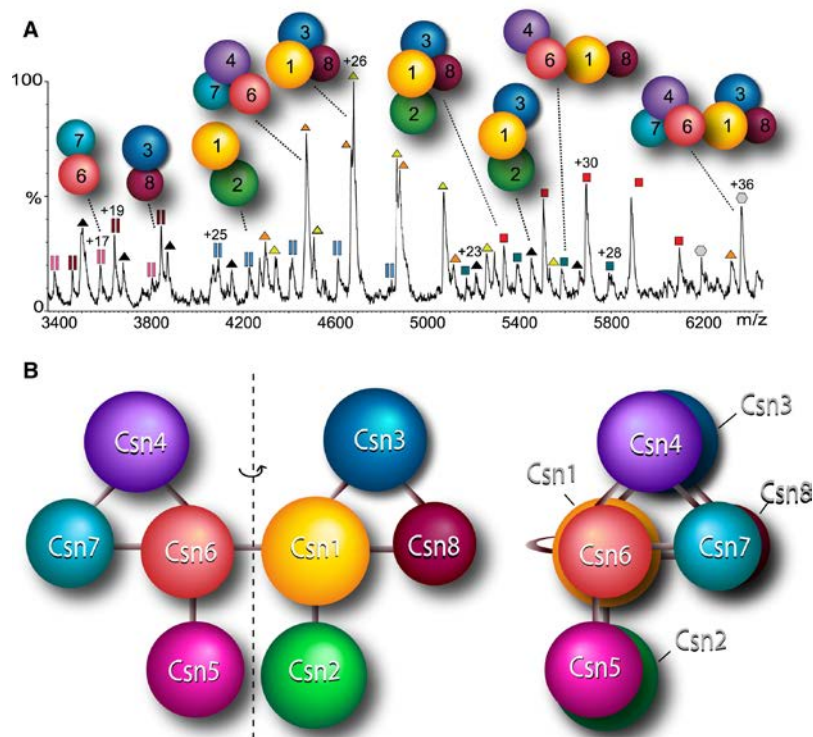 A
100
%
0
7
6
+17
+19
3
8
4
7 6
1
2
+25
3
1 8
+26
3
1 8
2
+23
3
1
2
4
6 1 8
+30
+28
4 3
7 6 1 8
+36
3400 3800 4200 4600 5000 5400 5800 6200 m/z
B
Csn4 Csn3
Csn7 Csn6 Csn1 Csn8
Csn5 Csn2
Csn4 Csn3
Csn1 Csn8
Csn6 Csn7
Csn5 Csn2